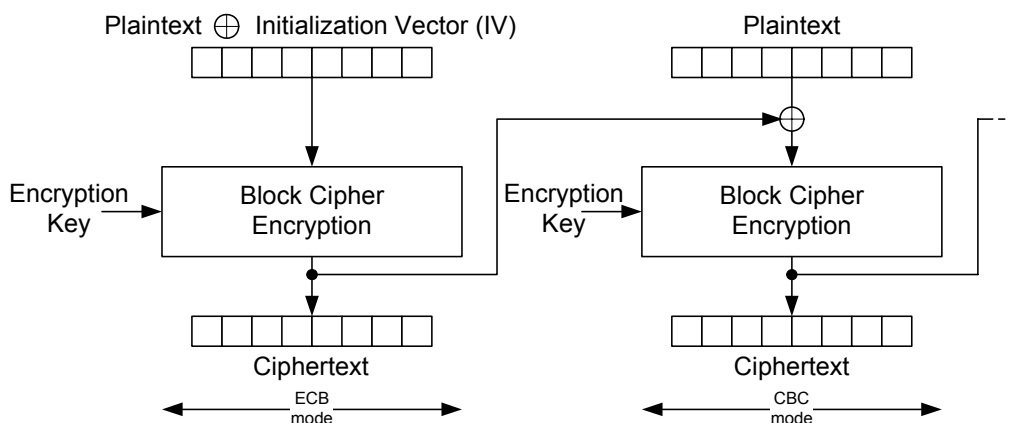 Plaintext ⊕ Initialization Vector (IV)
Plaintext
Encryption
Key
Block Cipher
Encryption
Encryption
Key
Block Cipher
Encryption
Ciphertext
Ciphertext
ECB
mode
CBC
mode